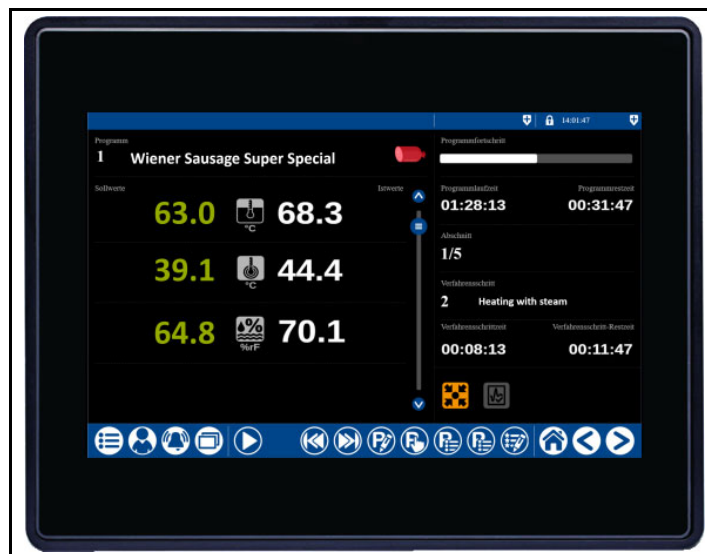 14:01:47
Programm
1 Wiener Sausage Super Special
Programmfortschritt
Sollwerte
Istwerte
63.0 °C 68.3
39.1 °C 44.4
64.8 %rF 70.1
Programmlaufzeit
Programmrestzeit
01:28:13
00:31:47
Abschnitt
1/5
Verfahrensschritt
2 Heating with steam
Verfahrensschrittzeit
Verfahrensschritt-Restzeit
00:08:13
00:11:47